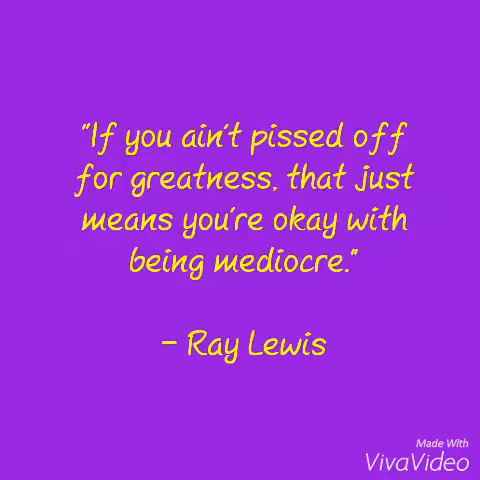 "If you ain't pissed off
for greatness, that just
means you're okay with
being mediocre."
- Ray Lewis
Made With
VivaVideo